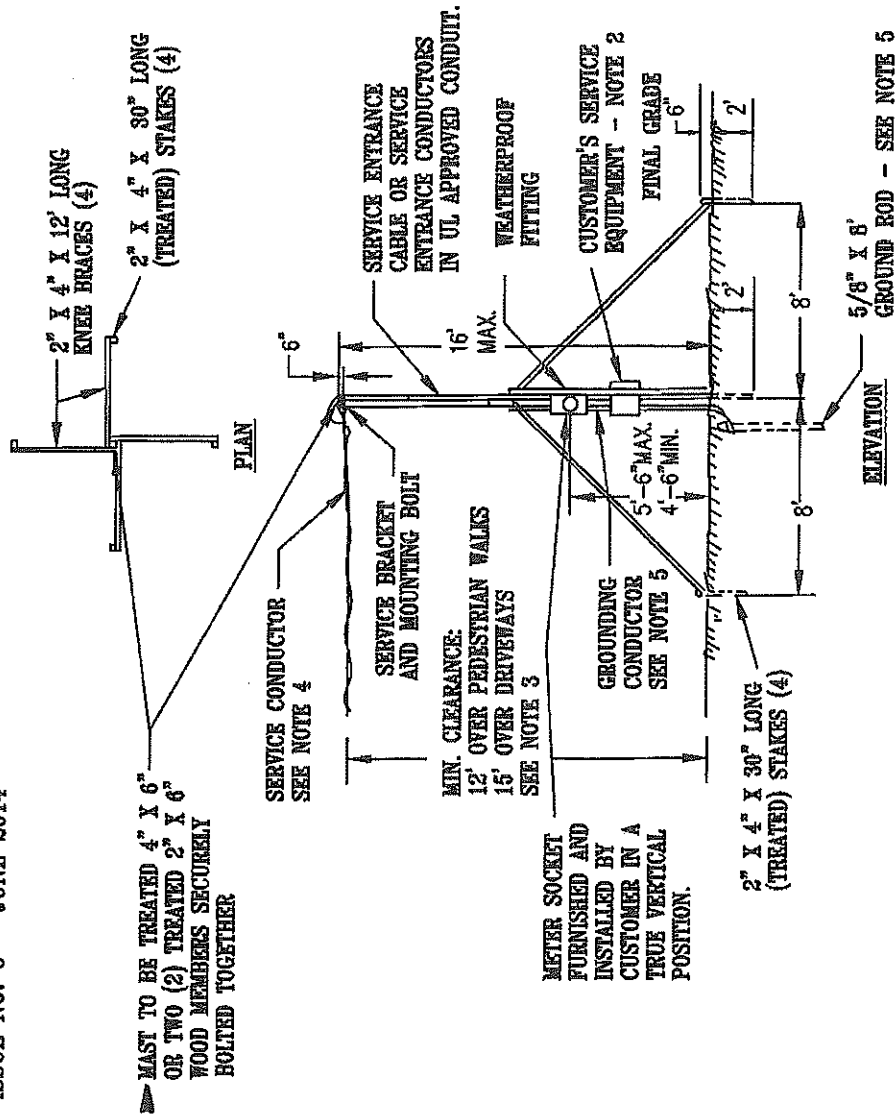 MAST TO BE TREATED 4" X 6"
OR TWO (2) TREATED 2" X 6"
WOOD MEMBERS SECURELY
BOLTED TOGETHER
2" X 4" X 12' LONG
KNEE BRACES (4)
2" X 4" X 30" LONG
(TREATED) STAKES (4)
PLAN
SERVICE CONDUCTOR
SEE NOTE 4
SERVICE BRACKET
AND MOUNTING BOLT
6"
SERVICE ENTRANCE
CABLE OR SERVICE
ENTRANCE CONDUCTORS
IN UL APPROVED CONDUIT.
16'
MAX.
WEATHERPROOF
FITTING
MIN. CLEARANCE:
12' OVER PEDESTRIAN WALKS
15' OVER DRIVEWAYS
SEE NOTE 3
CUSTOMER'S SERVICE
EQUIPMENT - NOTE 2
METER SOCKET
FURNISHED AND
INSTALLED BY
CUSTOMER IN A
TRUE VERTICAL
POSITION.
GROUNDING
CONDUCTOR
SEE NOTE 5
5'-6"MAX.
4'-6"MIN.
FINAL GRADE
6"
2'
2'
8'
8'
2" X 4" X 30" LONG
(TREATED) STAKES (4)
5/8" X 8'
GROUND ROD - SEE NOTE 5
ELEVATION